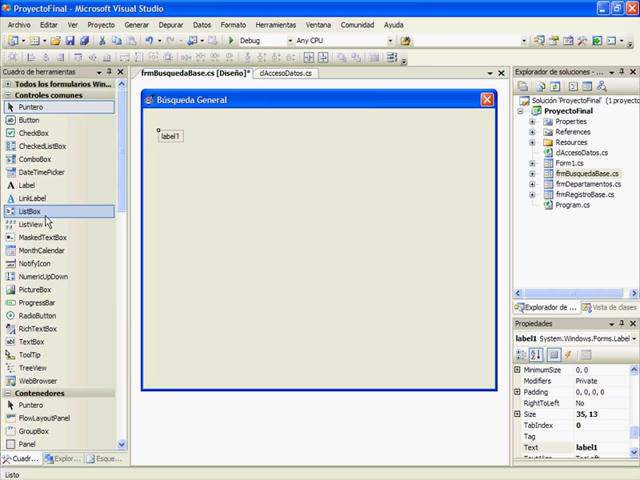 ProyectoFinal - Microsoft Visual Studio
Archivo Editar Ver Proyecto Generar Depurar Datos Formato Herramientas Ventana Comunidad Ayuda
Debug Any CPU
Cuadro de herramientas
Todos los formularios Win...
Controles comunes
Puntero
Button
CheckBox
CheckedListBox
ComboBox
DateTimePicker
Label
LinkLabel
ListBox
ListView
MaskedTextBox
MonthCalendar
NotifyIcon
NumericUpDown
PictureBox
ProgressBar
RadioButton
RichTextBox
TextBox
ToolTip
TreeView
WebBrowser
Contenedores
Puntero
FlowLayoutPanel
GroupBox
Panel
Cuadr... Explor... Esque...
Listo
frmBusquedaBase.cs [Diseño]* clAccesoDatos.cs
Búsqueda General
label1
Explorador de soluciones - ...
Solución 'ProyectoFinal' (1 proyecto
ProyectoFinal
Properties
References
Resources
clAccesoDatos.cs
Form1.cs
frmBusquedaBase.cs
frmDepartamentos.cs
frmRegistroBase.cs
Program.cs
Explorador de ... Vista de clases
Propiedades
label1 System.Windows.Forms.Label
MinimumSize 0, 0
Modifiers Private
Padding 0, 0, 0, 0
RightToLeft No
Size 35, 13
TabIndex 0
Tag
Text label1
TextAlign TopLeft